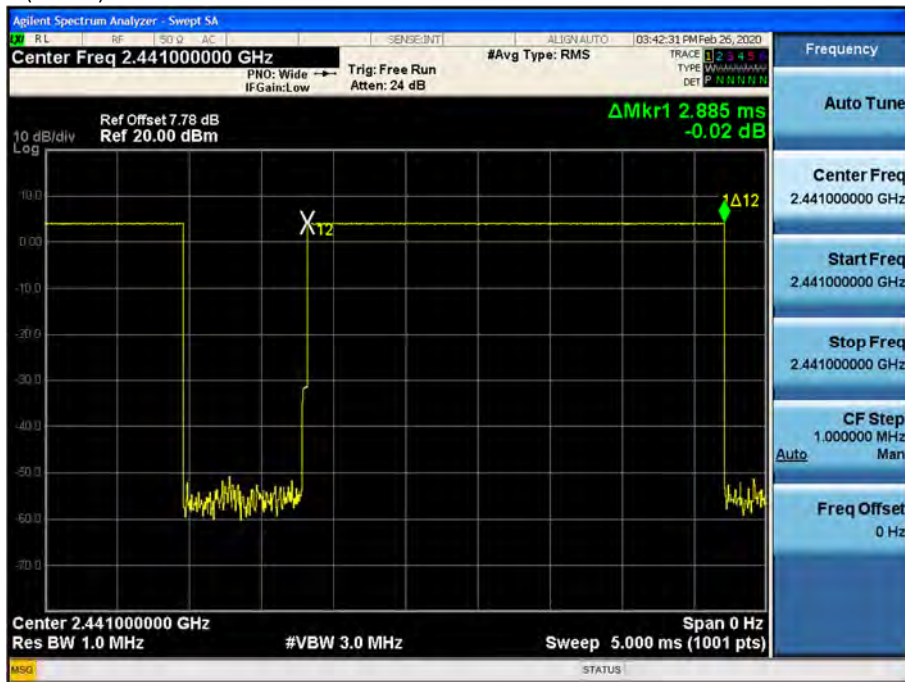 Agilent Spectrum Analyzer - Swept SA
LXI RL RF 50 Ω AC SENSE:INT ALIGN AUTO 03:42:31 PM Feb 26, 2020
Center Freq 2.441000000 GHz #Avg Type: RMS TRACE 1 2 3 4 5 6
PNO: Wide Trig: Free Run TYPE
IFGain:Low Atten: 24 dB DET P N N N N N
ΔMkr1 2.885 ms
-0.02 dB
Ref Offset 7.78 dB
10 dB/div Ref 20.00 dBm
Log
10.0
0.00
-10.0
-20.0
-30.0
-40.0
-50.0
-60.0
-70.0
X12
1Δ12
Center 2.441000000 GHz Span 0 Hz
Res BW 1.0 MHz #VBW 3.0 MHz Sweep 5.000 ms (1001 pts)
MSG STATUS
Frequency
Auto Tune
Center Freq
2.441000000 GHz
Start Freq
2.441000000 GHz
Stop Freq
2.441000000 GHz
CF Step
1.000000 MHz
Auto Man
Freq Offset
0 Hz